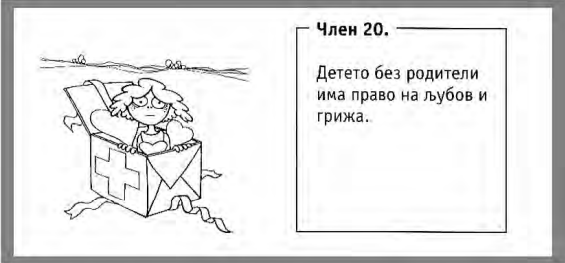 Член 20.
Детето без родители
има право на љубов и
грижа.